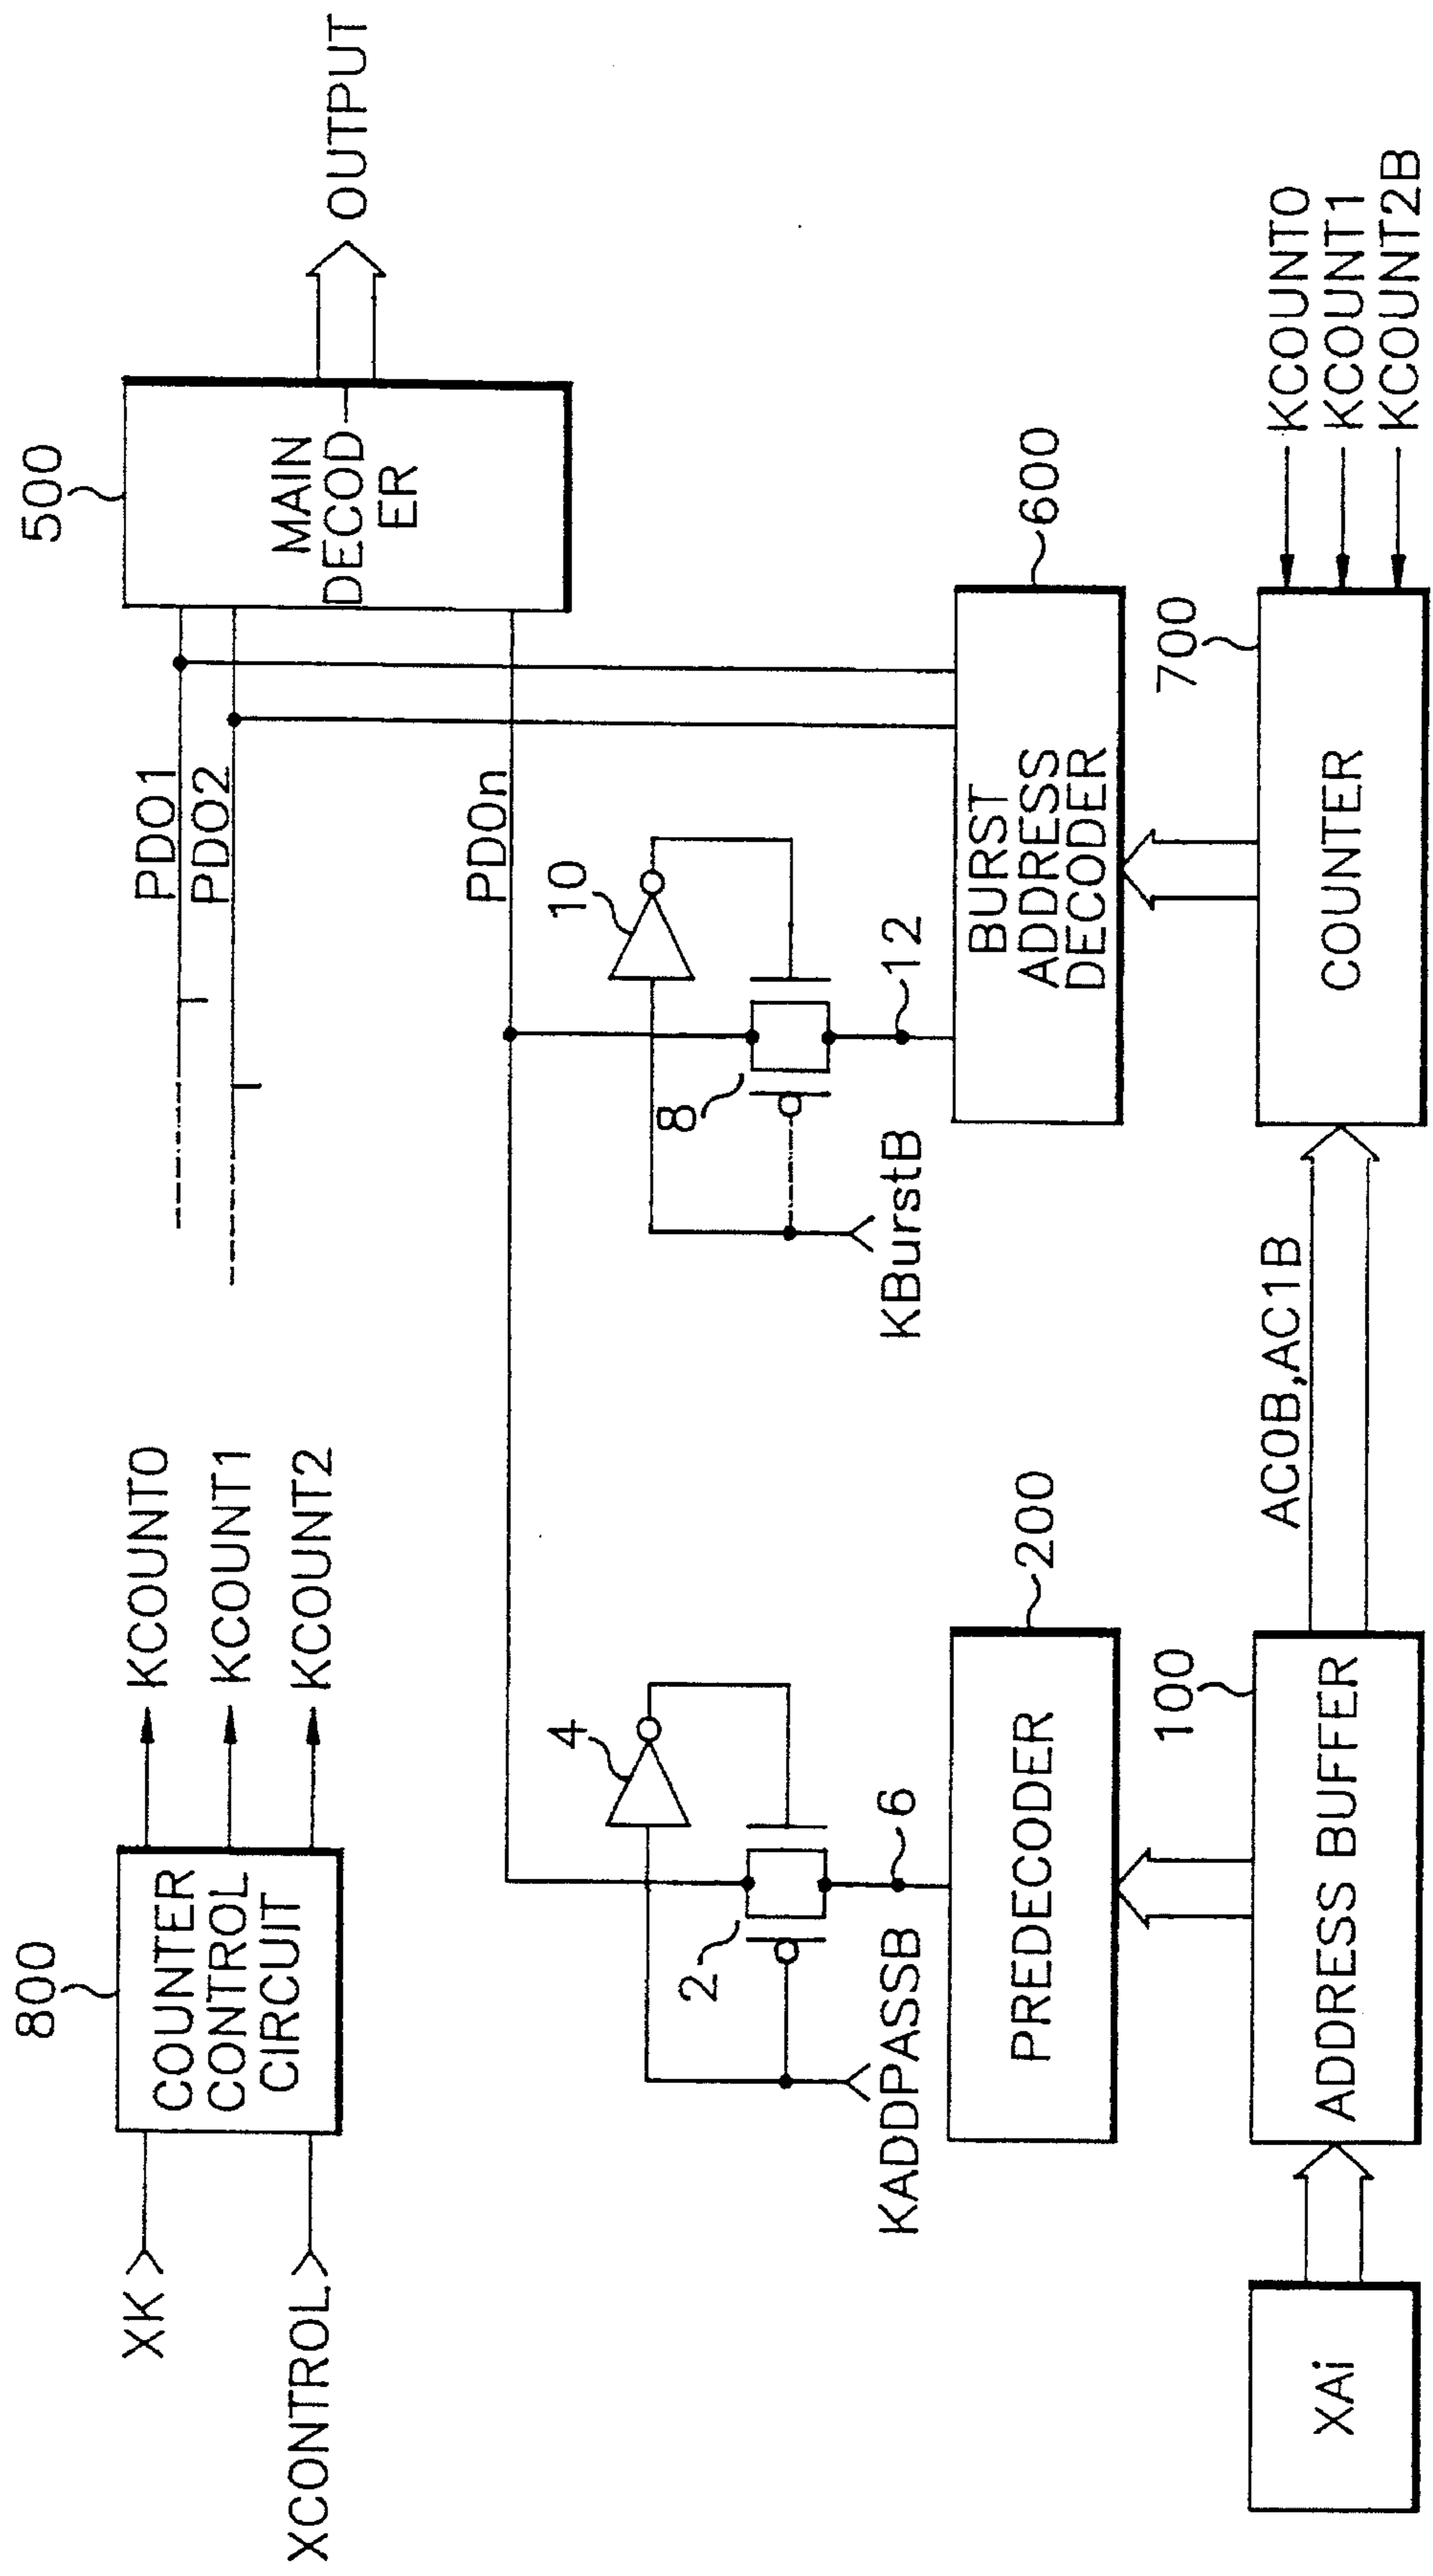 800
XK
XCONTROL
COUNTER
CONTROL
CIRCUIT
KCOUNT0
KCOUNT1
KCOUNT2
PDO1
PDO2
PDOn
500
MAIN
DECOD
ER
OUTPUT
4
2
6
KADDPASSB
10
8
12
KBurstB
200
PREDECODER
600
BURST
ADDRESS
DECODER
XAi
100
ADDRESS BUFFER
AC0B,AC1B
700
COUNTER
KCOUNT0
KCOUNT1
KCOUNT2B